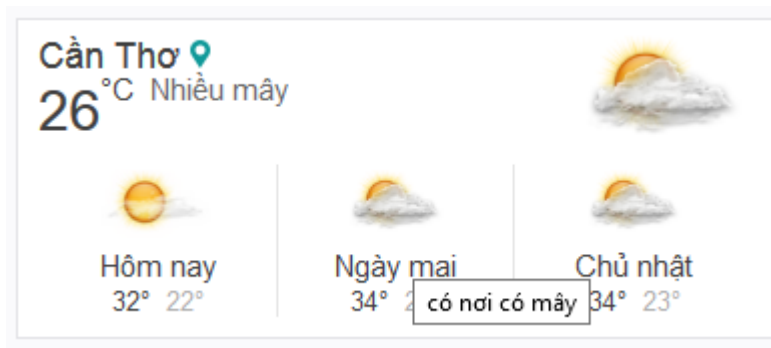 Cần Thơ
26°C Nhiều mây
Hôm nay
32° 22°
Ngày mai
34°
có nơi có mây
Chủ nhật
34° 23°